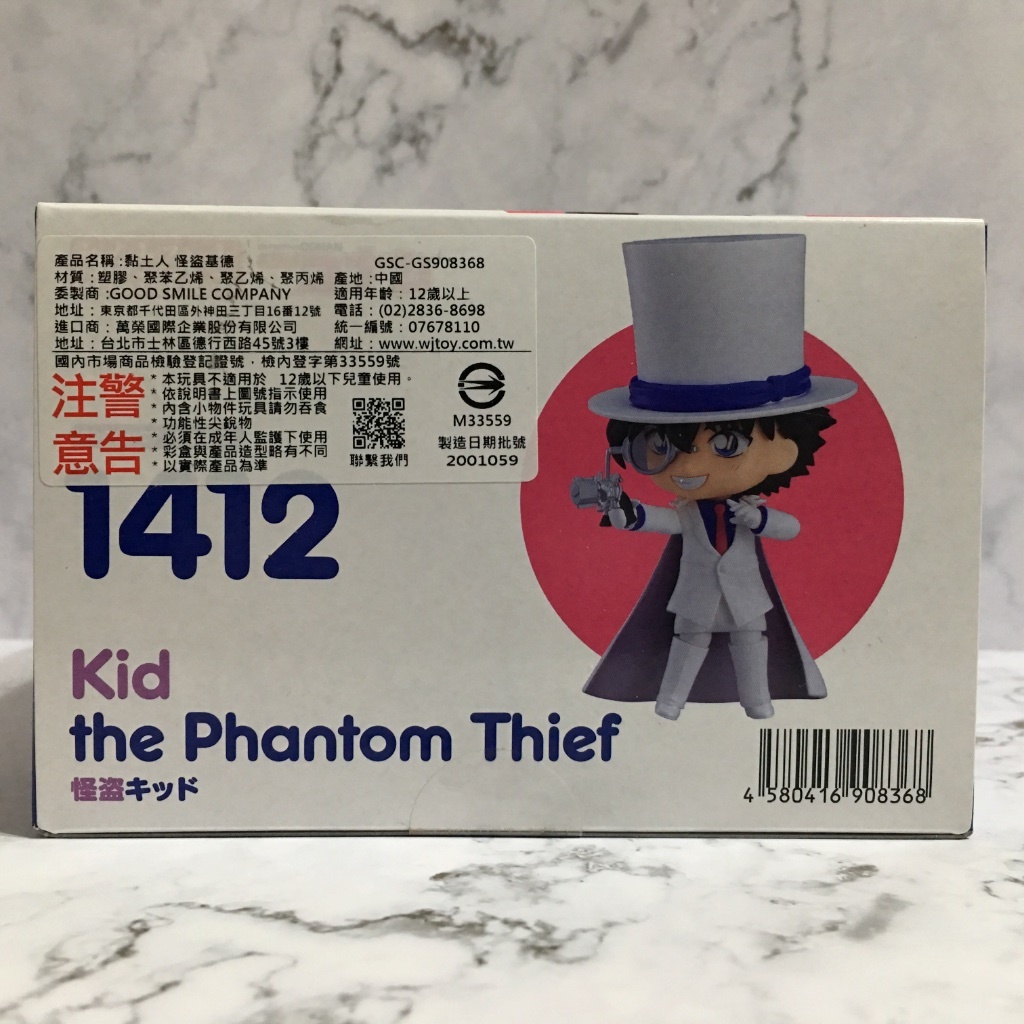 產品名稱:黏土人 怪盜基德 GSC-GS908368
材質:塑膠、聚苯乙烯、聚乙烯、聚丙烯 產地:中國
委製商:GOOD SMILE COMPANY 適用年齡:12歲以上
地址:東京都千代田區外神田三丁目16番12號 電話:(02)2836-8698
進口商:萬榮國際企業股份有限公司 統一編號:07678110
地址:台北市士林區德行西路45號3樓 網址:www.wjtoy.com.tw
國內市場商品檢驗登記證號,檢內登字第33559號
注警
意告
*本玩具不適用於 12歲以下兒童使用。
*依說明書上圖號指示使用
*內含小物件玩具請勿吞食
*功能性尖銳物
*必須在成年人監護下使用
*彩盒與產品造型略有不同
*以實際產品為準
聯繫我們
M33559
製造日期批號
2001059
1412
Kid
the Phantom Thief
怪盗キッド
4 580416 908368